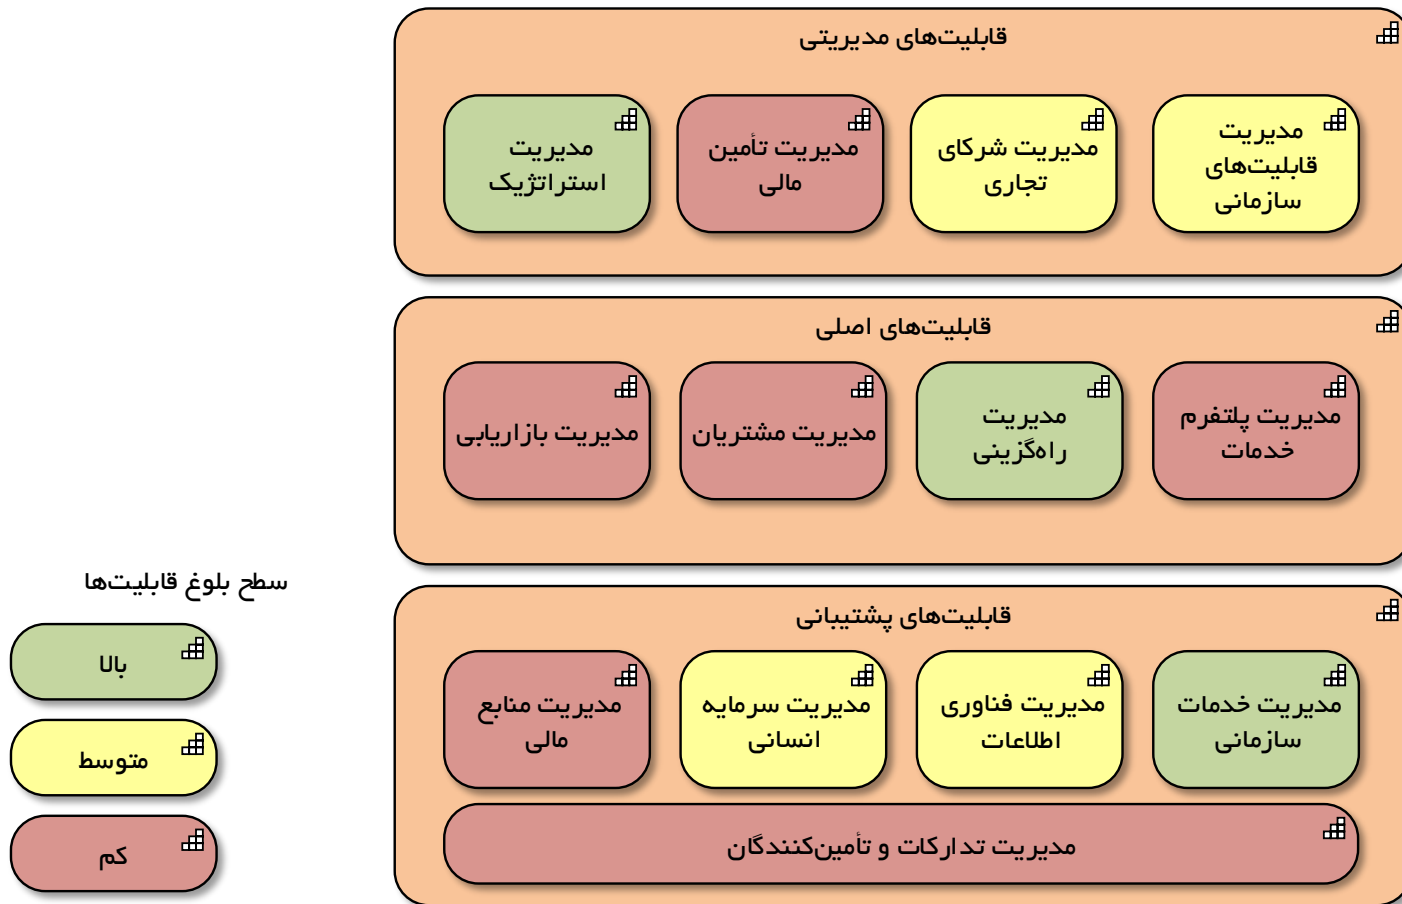 قابلیت‌های مدیریتی
مدیریت
قابلیت‌های
سازمانی
مدیریت شرکای
تجاری
مدیریت تأمین
مالی
مدیریت
استراتژیک
قابلیت‌های اصلی
مدیریت پلتفرم
خدمات
مدیریت
راه‌گزینی
مدیریت مشتریان
مدیریت بازاریابی
قابلیت‌های پشتیبانی
مدیریت خدمات
سازمانی
مدیریت فناوری
اطلاعات
مدیریت سرمایه
انسانی
مدیریت منابع
مالی
مدیریت تدارکات و تأمین‌کنندگان
سطح بلوغ قابلیت‌ها
بالا
متوسط
کم